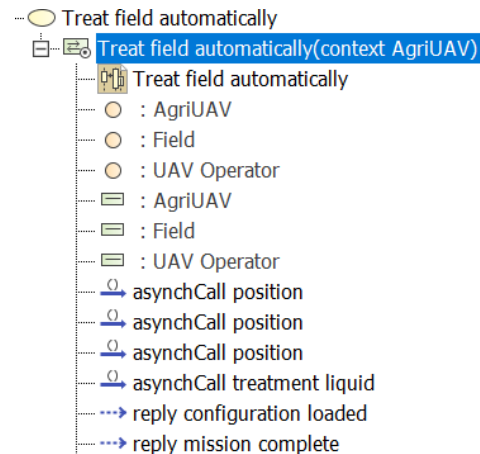 Treat field automatically
Treat field automatically(context AgriUAV)
Treat field automatically
: AgriUAV
: Field
: UAV Operator
: AgriUAV
: Field
: UAV Operator
asynchCall position
asynchCall position
asynchCall position
asynchCall treatment liquid
reply configuration loaded
reply mission complete